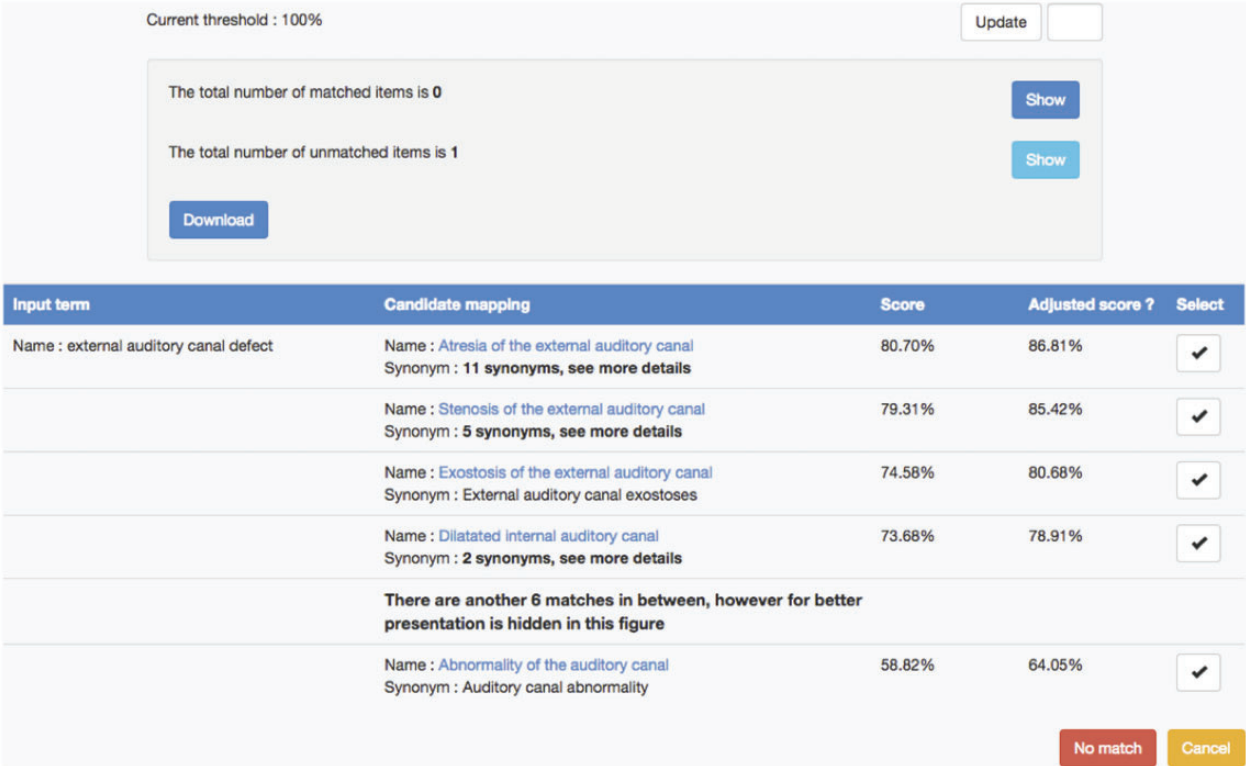 Current threshold : 100%
Update
The total number of matched items is 0
Show
The total number of unmatched items is 1
Show
Download
Input term Candidate mapping Score Adjusted score ? Select
Name : external auditory canal defect Name : Atresia of the external auditory canal 80.70% 86.81%
Synonym : 11 synonyms, see more details
Name : Stenosis of the external auditory canal 79.31% 85.42%
Synonym : 5 synonyms, see more details
Name : Exostosis of the external auditory canal 74.58% 80.68%
Synonym : External auditory canal exostoses
Name : Dilatated internal auditory canal 73.68% 78.91%
Synonym : 2 synonyms, see more details
There are another 6 matches in between, however for better
presentation is hidden in this figure
Name : Abnormality of the auditory canal 58.82% 64.05%
Synonym : Auditory canal abnormality
No match Cancel